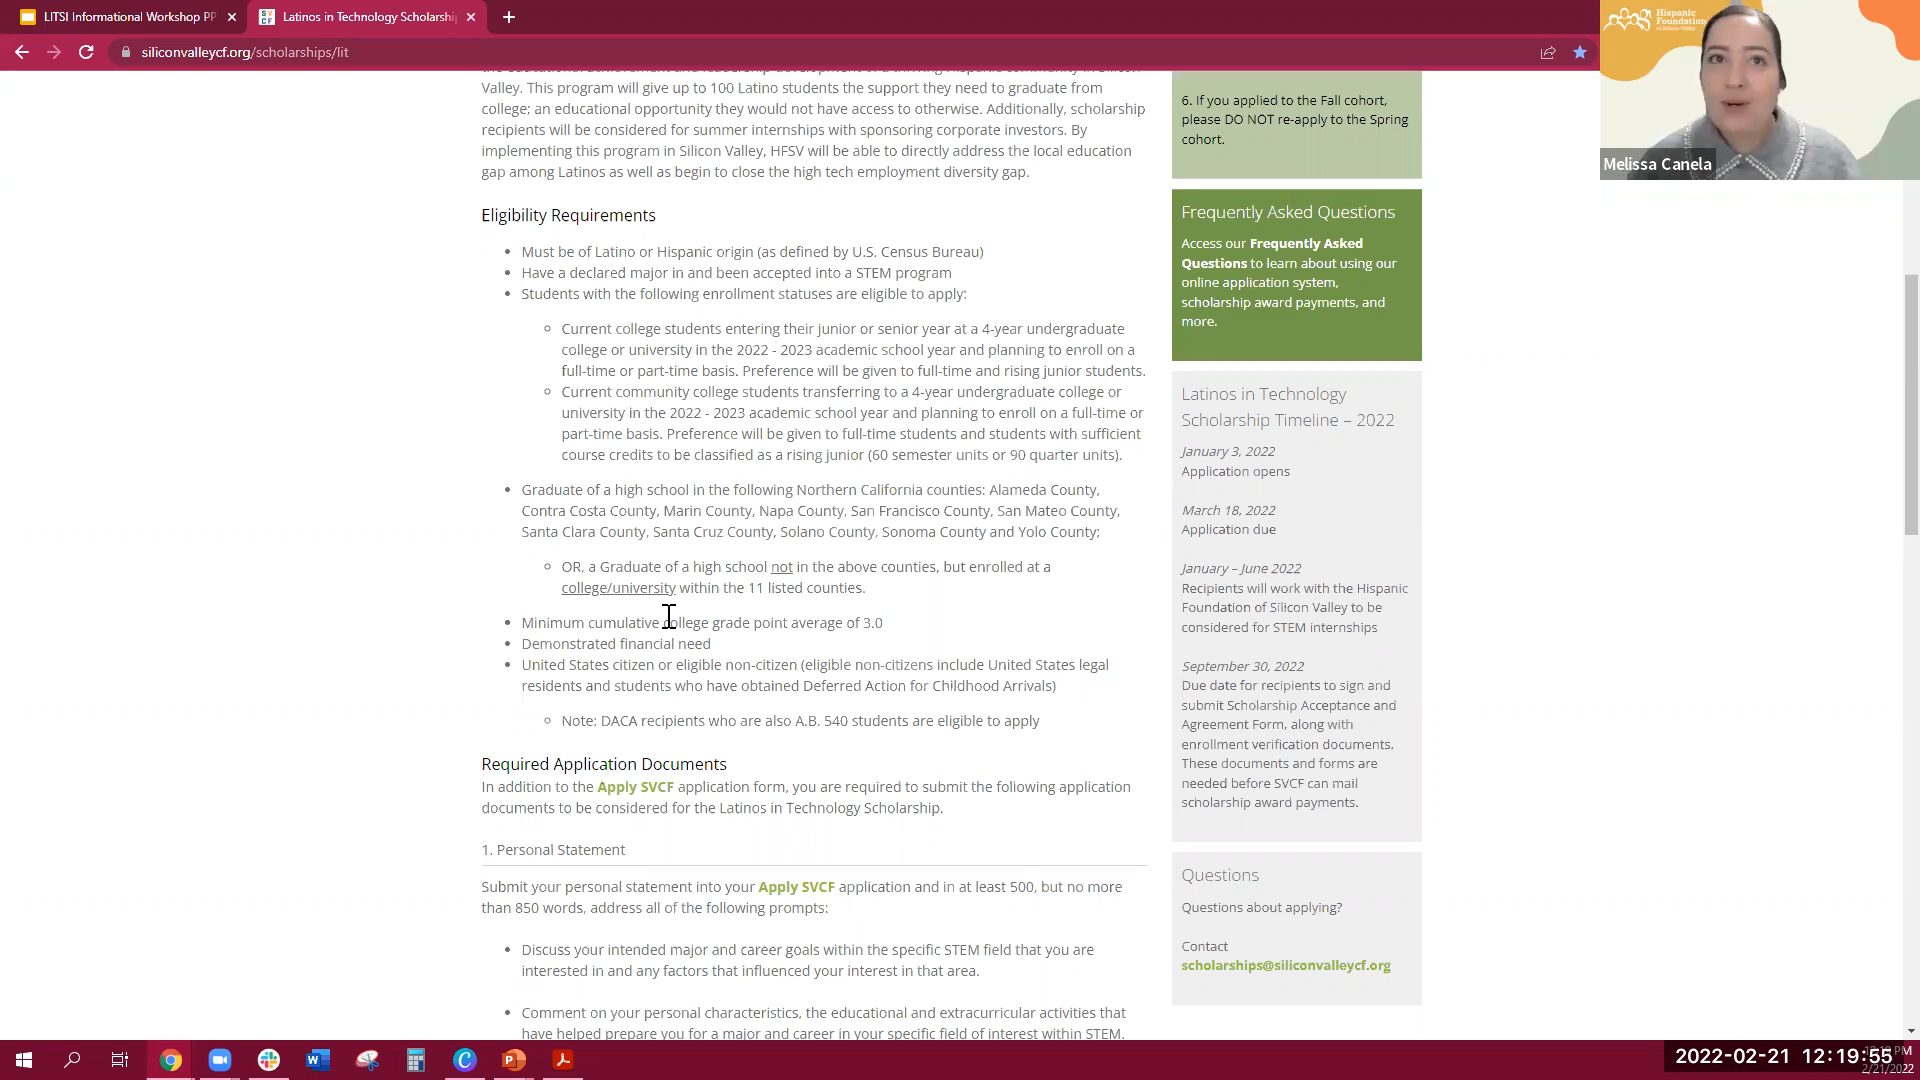 LITSI Informational Workshop PP
Latinos in Technology Scholarship
siliconvalleycf.org/scholarships/lit
Valley. This program will give up to 100 Latino students the support they need to graduate from
college; an educational opportunity they would not have access to otherwise. Additionally, scholarship
recipients will be considered for summer internships with sponsoring corporate investors. By
implementing this program in Silicon Valley, HFSV will be able to directly address the local education
gap among Latinos as well as begin to close the high tech employment diversity gap.
Eligibility Requirements
• Must be of Latino or Hispanic origin (as defined by U.S. Census Bureau)
• Have a declared major in and been accepted into a STEM program
• Students with the following enrollment statuses are eligible to apply:
◦ Current college students entering their junior or senior year at a 4-year undergraduate
college or university in the 2022 - 2023 academic school year and planning to enroll on a
full-time or part-time basis. Preference will be given to full-time and rising junior students.
◦ Current community college students transferring to a 4-year undergraduate college or
university in the 2022 - 2023 academic school year and planning to enroll on a full-time or
part-time basis. Preference will be given to full-time students and students with sufficient
course credits to be classified as a rising junior (60 semester units or 90 quarter units).
• Graduate of a high school in the following Northern California counties: Alameda County,
Contra Costa County, Marin County, Napa County, San Francisco County, San Mateo County,
Santa Clara County, Santa Cruz County, Solano County, Sonoma County and Yolo County;
◦ OR, a Graduate of a high school not in the above counties, but enrolled at a
college/university within the 11 listed counties.
• Minimum cumulative college grade point average of 3.0
• Demonstrated financial need
• United States citizen or eligible non-citizen (eligible non-citizens include United States legal
residents and students who have obtained Deferred Action for Childhood Arrivals)
◦ Note: DACA recipients who are also A.B. 540 students are eligible to apply
Required Application Documents
In addition to the Apply SVCF application form, you are required to submit the following application
documents to be considered for the Latinos in Technology Scholarship.
1. Personal Statement
Submit your personal statement into your Apply SVCF application and in at least 500, but no more
than 850 words, address all of the following prompts:
• Discuss your intended major and career goals within the specific STEM field that you are
interested in and any factors that influenced your interest in that area.
• Comment on your personal characteristics, the educational and extracurricular activities that
have helped prepare you for a major and career in your specific field of interest within STEM.
6. If you applied to the Fall cohort,
please DO NOT re-apply to the Spring
cohort.
Frequently Asked Questions
Access our Frequently Asked
Questions to learn about using our
online application system,
scholarship award payments, and
more.
Latinos in Technology
Scholarship Timeline – 2022
January 3, 2022
Application opens
March 18, 2022
Application due
January – June 2022
Recipients will work with the Hispanic
Foundation of Silicon Valley to be
considered for STEM internships
September 30, 2022
Due date for recipients to sign and
submit Scholarship Acceptance and
Agreement Form, along with
enrollment verification documents.
These documents and forms are
needed before SVCF can mail
scholarship award payments.
Questions
Questions about applying?
Contact
scholarships@siliconvalleycf.org
Hispanic
Foundation
of Silicon Valley
Melissa Canela
2022-02-21 12:19:55
2/21/2022